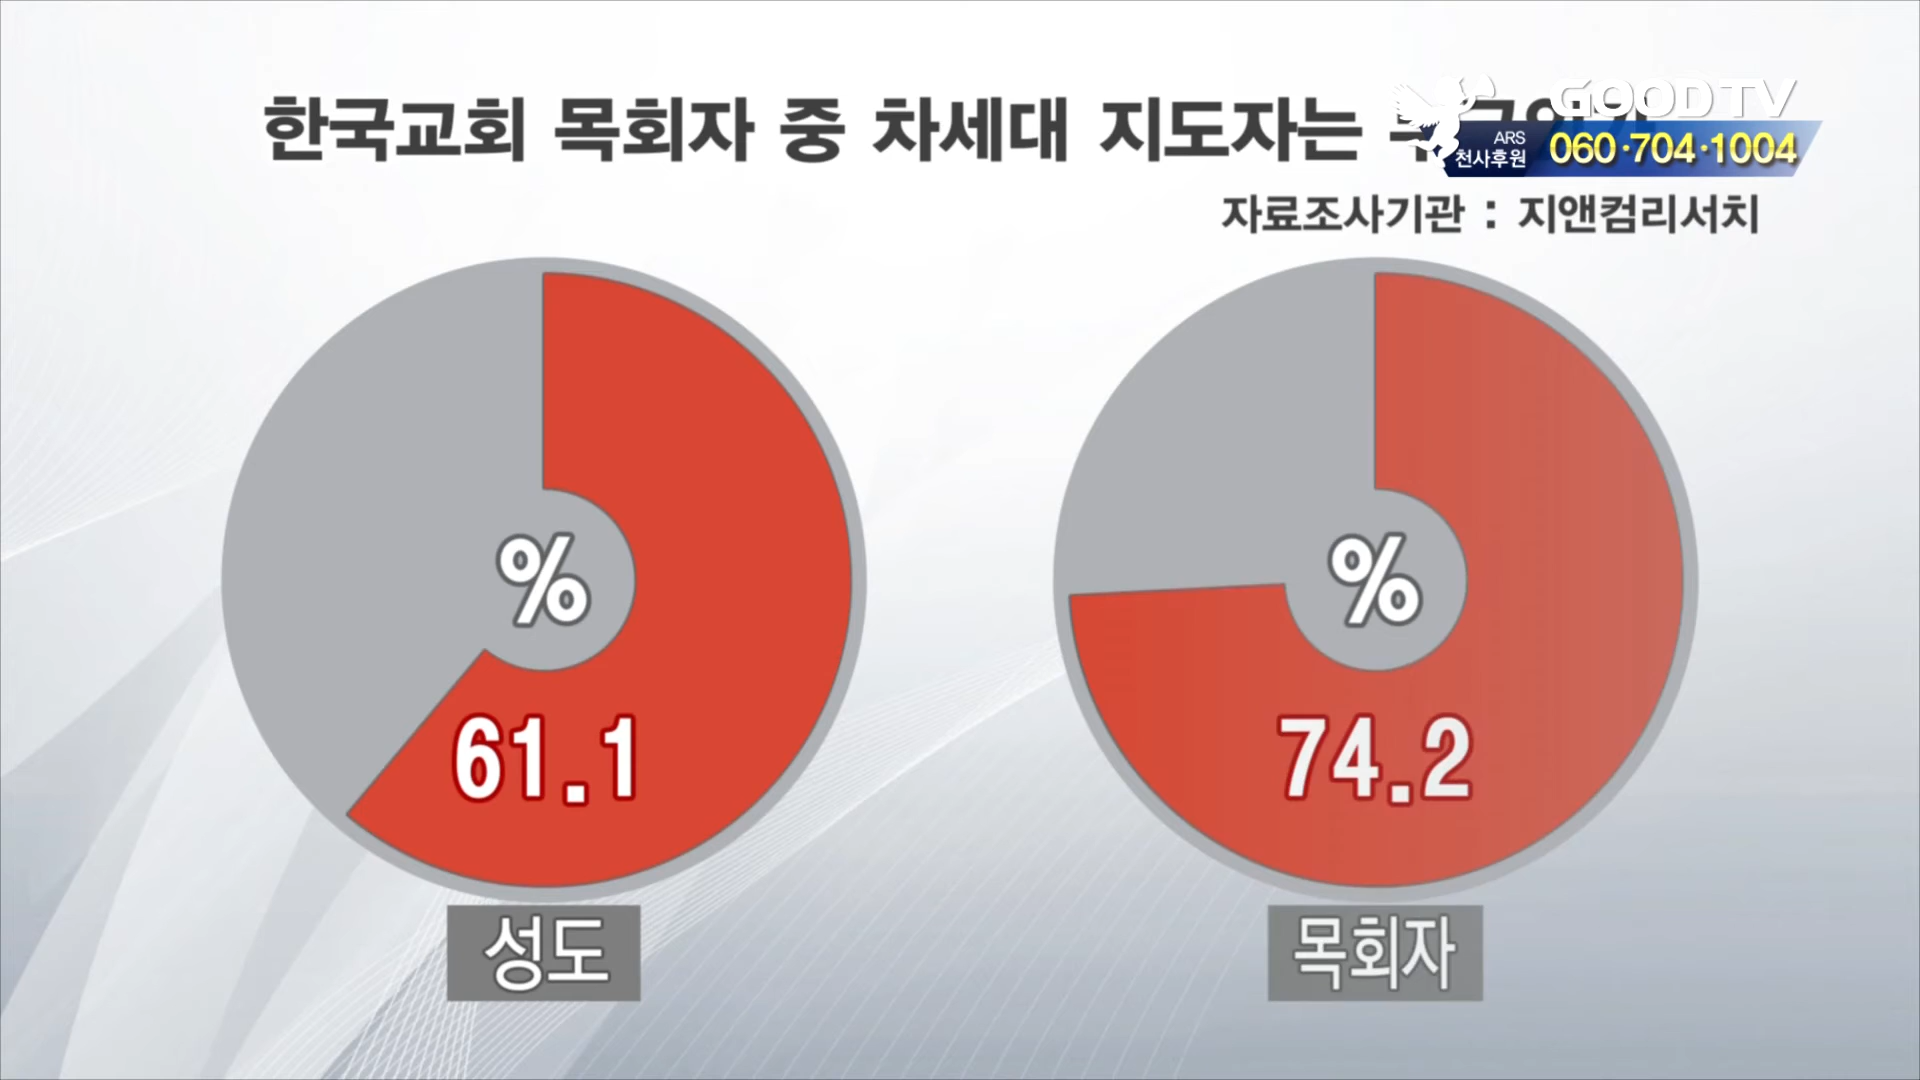 한국교회 목회자 중 차세대 지도자는
GOODTV
ARS
천사후원
060·704·1004
자료조사기관 : 지앤컴리서치
%
%
61.1
74.2
성도
목회자